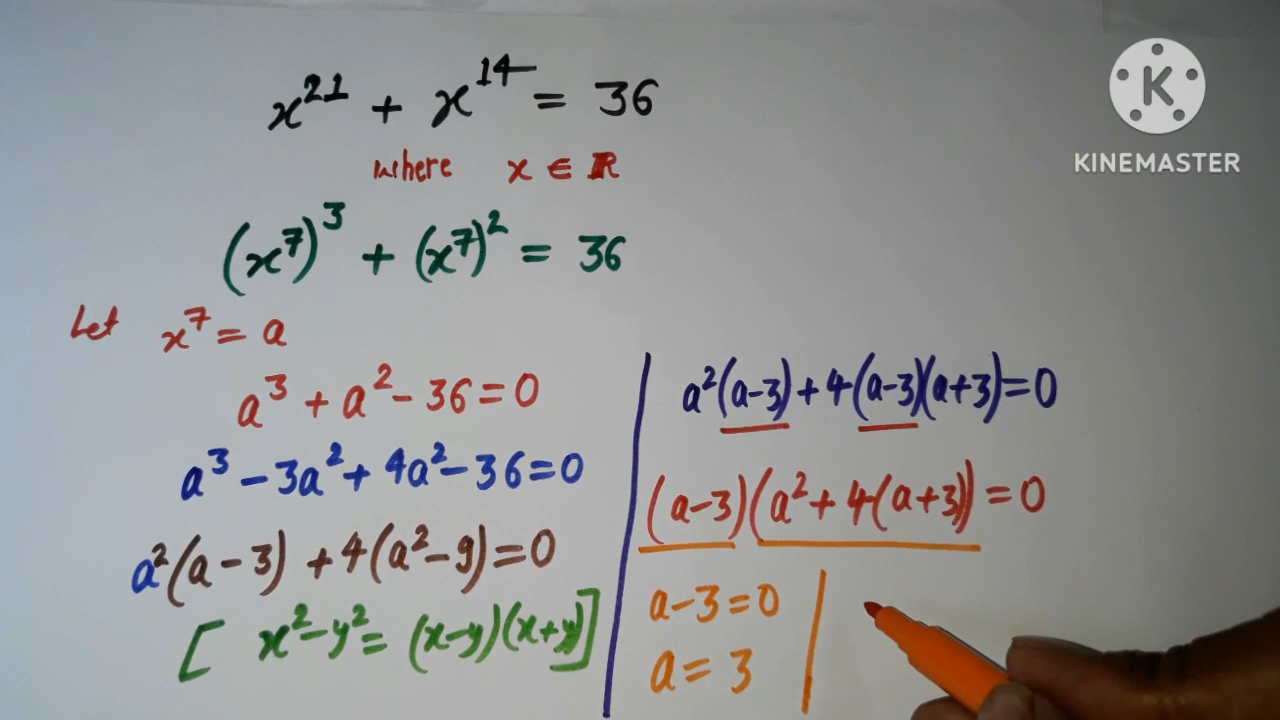 x²¹ + x¹⁴ = 36
where x ∈ ℝ
(x⁷)³ + (x⁷)² = 36
Let x⁷ = a
a³ + a² - 36 = 0
a³ - 3a² + 4a² - 36 = 0
a²(a - 3) + 4(a² - 9) = 0
[ x² - y² = (x-y)(x+y)]
a²(a-3) + 4(a-3)(a+3) = 0
(a-3)(a² + 4(a+3)) = 0
a - 3 = 0
a = 3
K
KINEMASTER